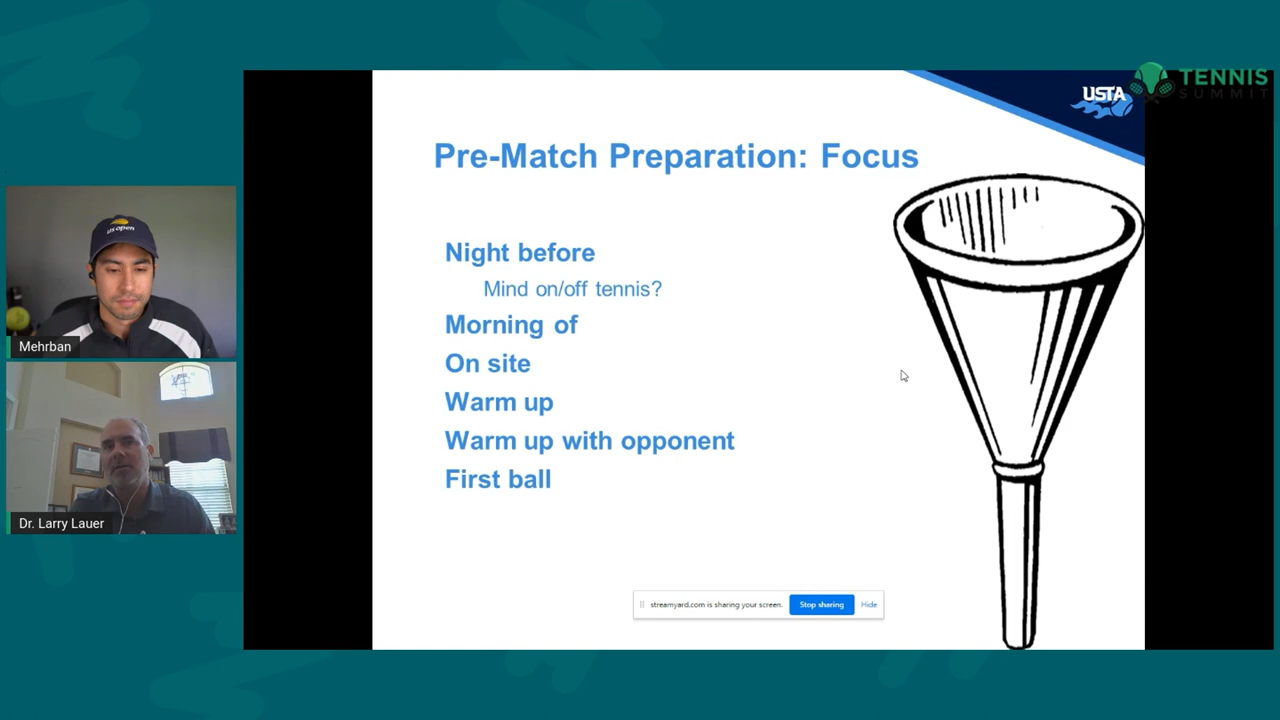 TENNIS
SUMMIT
USTA
Pre-Match Preparation: Focus
Night before
Mind on/off tennis?
Morning of
On site
Warm up
Warm up with opponent
First ball
us open
Mehrban
Dr. Larry Lauer
streamyard.com is sharing your screen.
Stop sharing
Hide